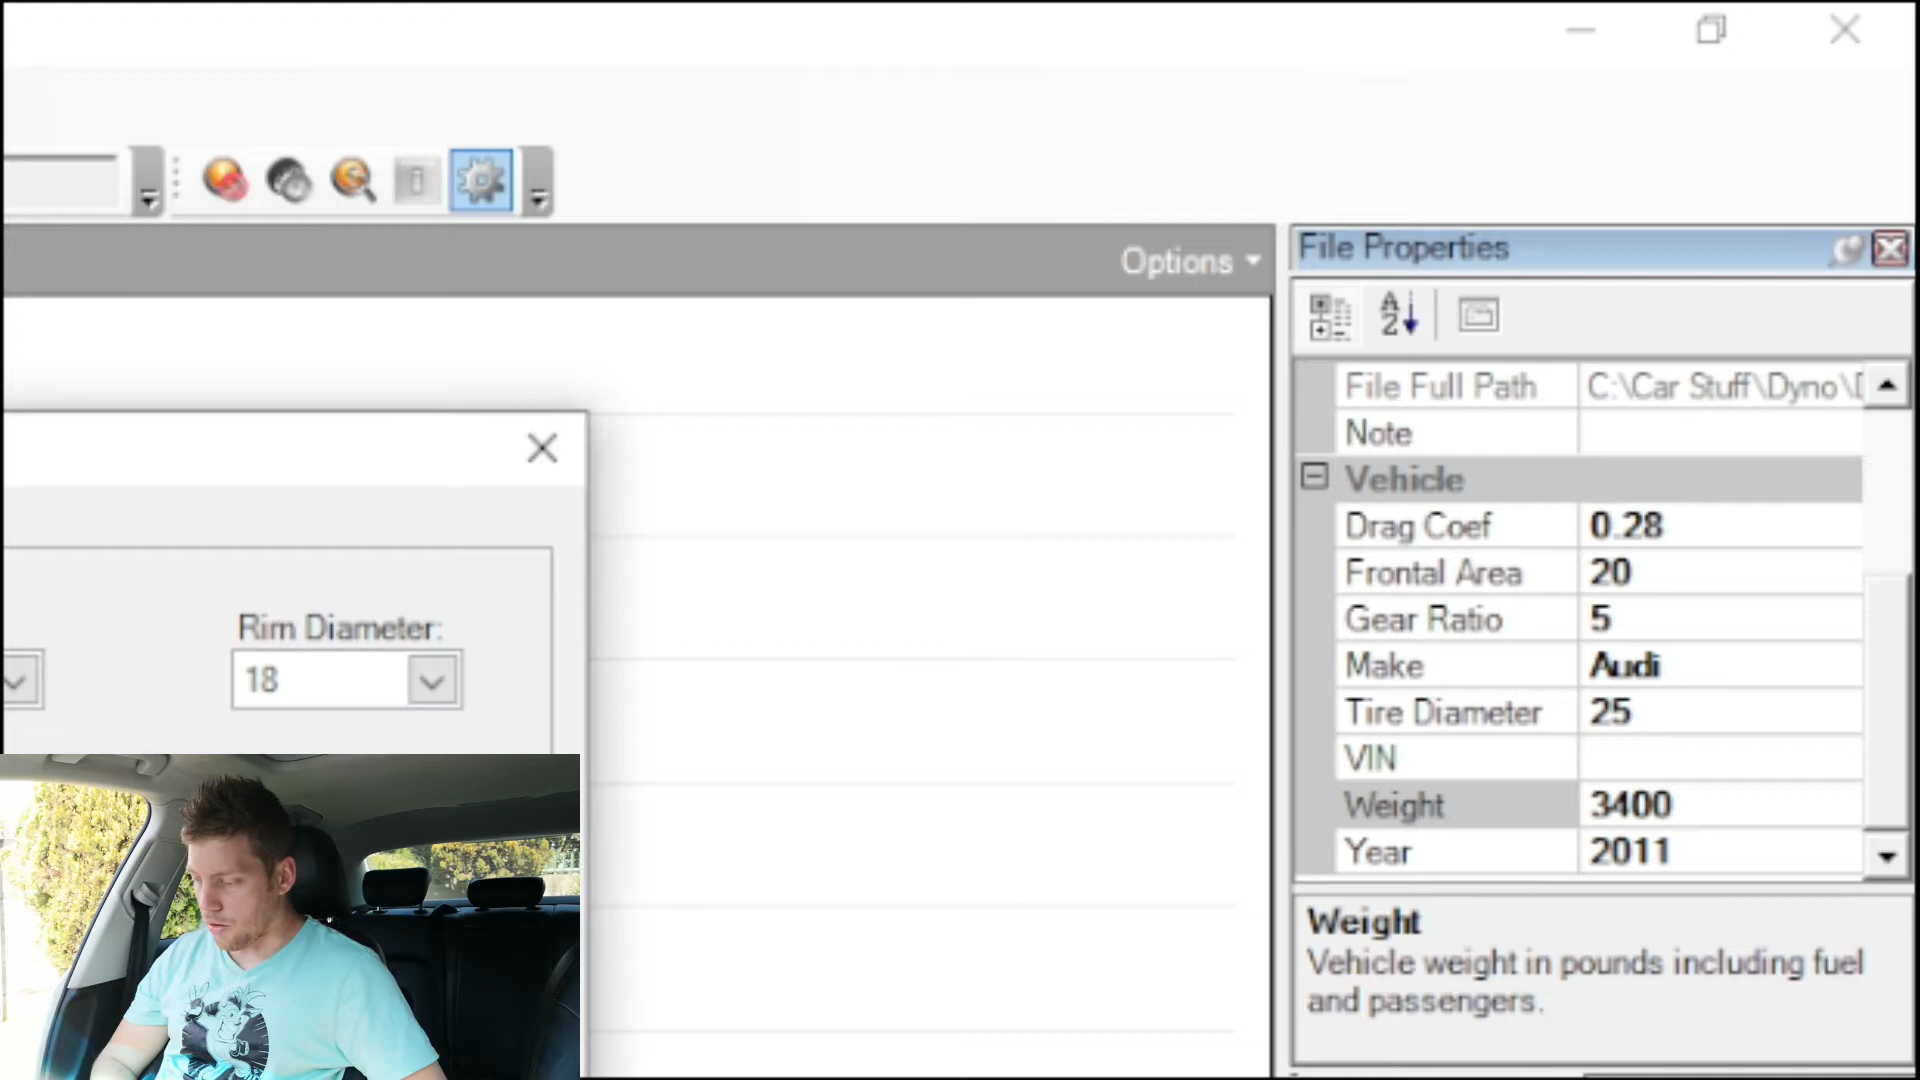 Options
File Properties
File Full Path C:\Car Stuff\Dyno\
Note
Vehicle
Drag Coef 0.28
Frontal Area 20
Gear Ratio 5
Make Audi
Tire Diameter 25
VIN
Weight 3400
Year 2011
Weight
Vehicle weight in pounds including fuel
and passengers.
Rim Diameter:
18